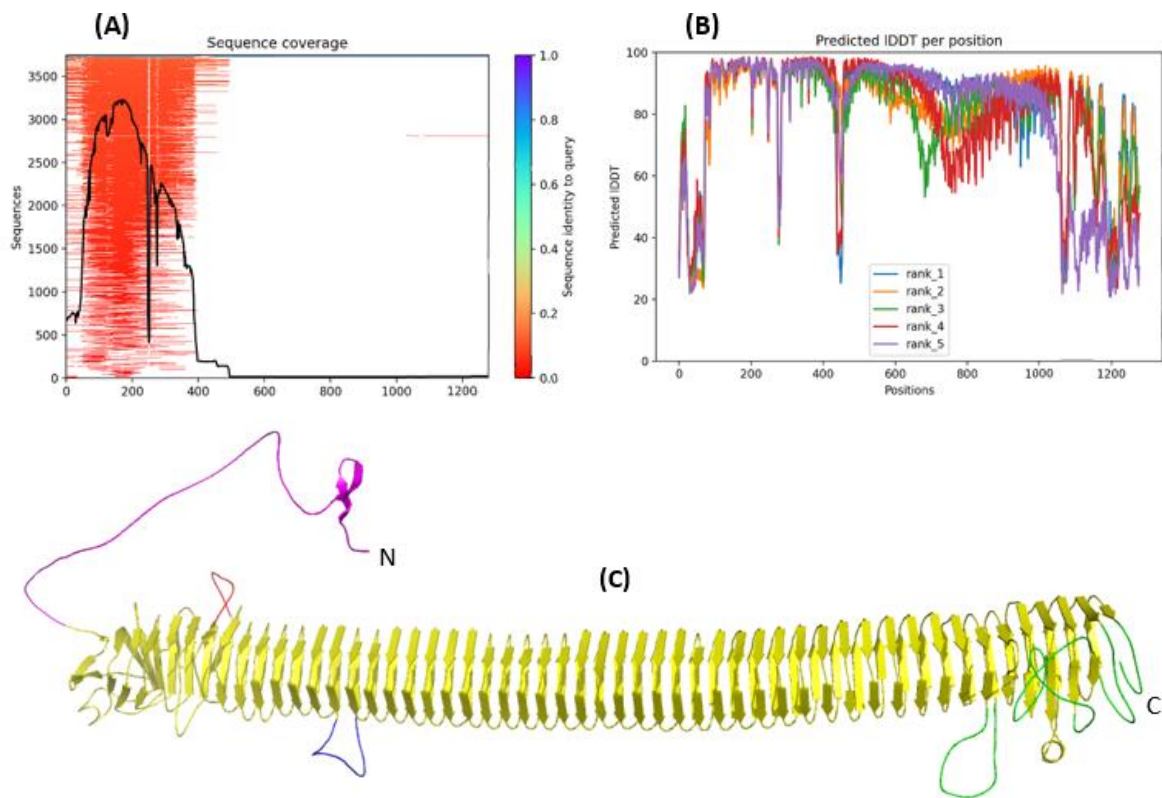 (A)
Sequence coverage
3500
3000
2500
2000
1500
1000
500
0
Sequences
0 200 400 600 800 1000 1200
1.0
0.8
0.6
0.4
0.2
0.0
Sequence identity to query
(B)
Predicted lDDT per position
100
80
60
40
20
0
Predicted lDDT
rank_1
rank_2
rank_3
rank_4
rank_5
0 200 400 600 800 1000 1200
Positions
N
(C)
C